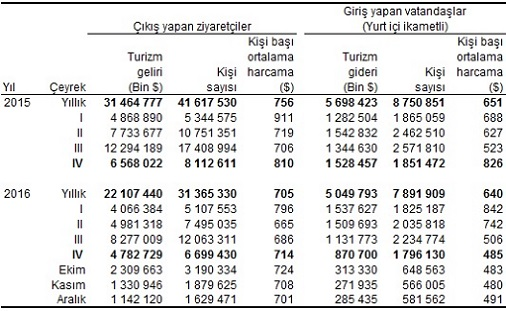 Giriş yapan vatandaşlar
Çıkış yapan ziyaretçiler (Yurt içi ikametli)
Kişi başı Kişi başı
Turizm ortalama Turizm ortalama
geliri Kişi harcama gideri Kişi harcama
Yıl Çeyrek (Bin $) sayısı ($) (Bin $) sayısı ($)
2015 Yıllık 31 464 777 41 617 530 756 5 698 423 8 750 851 651
I 4 868 890 5 344 575 911 1 282 504 1 865 059 688
II 7 733 677 10 751 351 719 1 542 832 2 462 510 627
III 12 294 189 17 408 994 706 1 344 630 2 571 810 523
IV 6 568 022 8 112 611 810 1 528 457 1 851 472 826
2016 Yıllık 22 107 440 31 365 330 705 5 049 793 7 891 909 640
I 4 066 384 5 107 553 796 1 537 627 1 825 187 842
II 4 981 318 7 495 035 665 1 509 693 2 035 818 742
III 8 277 009 12 063 311 686 1 131 773 2 234 774 506
IV 4 782 729 6 699 430 714 870 700 1 796 130 485
Ekim 2 309 663 3 190 334 724 313 330 648 563 483
Kasım 1 330 946 1 879 625 708 271 935 566 005 480
Aralık 1 142 120 1 629 471 701 285 435 581 562 491